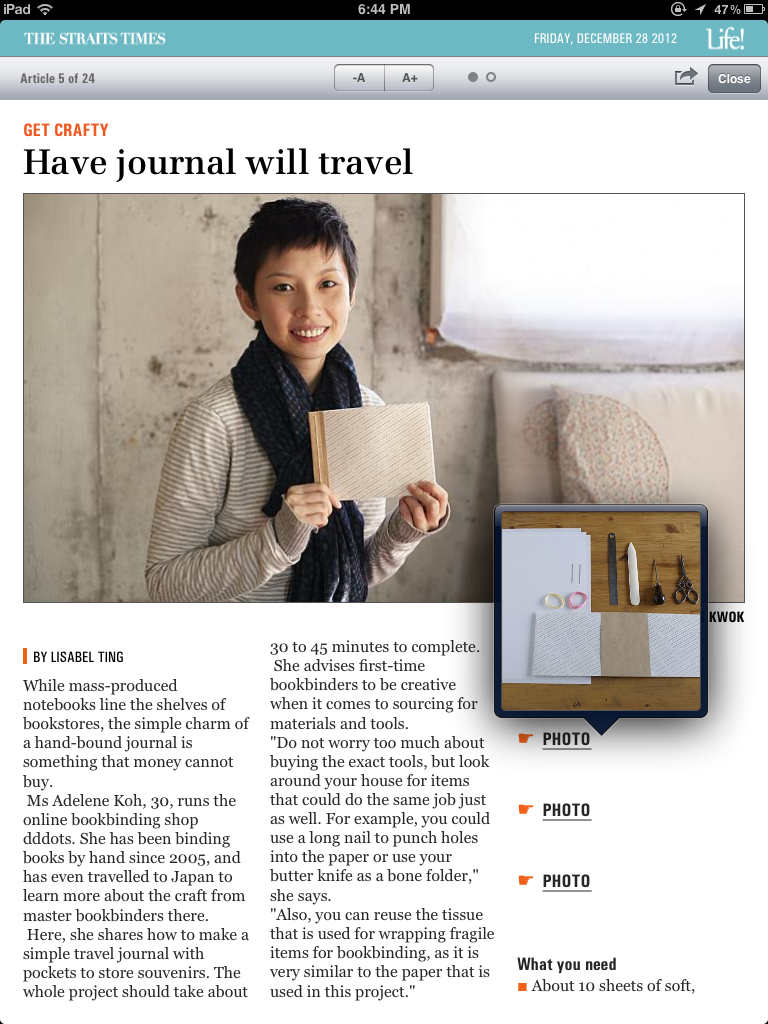 iPad 6:44 PM 47%
THE STRAITS TIMES FRIDAY, DECEMBER 28 2012 Life!
Article 5 of 24 -A A+ Close
GET CRAFTY
Have journal will travel
KWOK
BY LISABEL TING
While mass-produced
notebooks line the shelves of
bookstores, the simple charm of
a hand-bound journal is
something that money cannot
buy.
Ms Adelene Koh, 30, runs the
online bookbinding shop
dddots. She has been binding
books by hand since 2005, and
has even travelled to Japan to
learn more about the craft from
master bookbinders there.
Here, she shares how to make a
simple travel journal with
pockets to store souvenirs. The
whole project should take about
30 to 45 minutes to complete.
She advises first-time
bookbinders to be creative
when it comes to sourcing for
materials and tools.
"Do not worry too much about
buying the exact tools, but look
around your house for items
that could do the same job just
as well. For example, you could
use a long nail to punch holes
into the paper or use your
butter knife as a bone folder,"
she says.
"Also, you can reuse the tissue
that is used for wrapping fragile
items for bookbinding, as it is
very similar to the paper that is
used in this project."
PHOTO
PHOTO
PHOTO
What you need
About 10 sheets of soft,